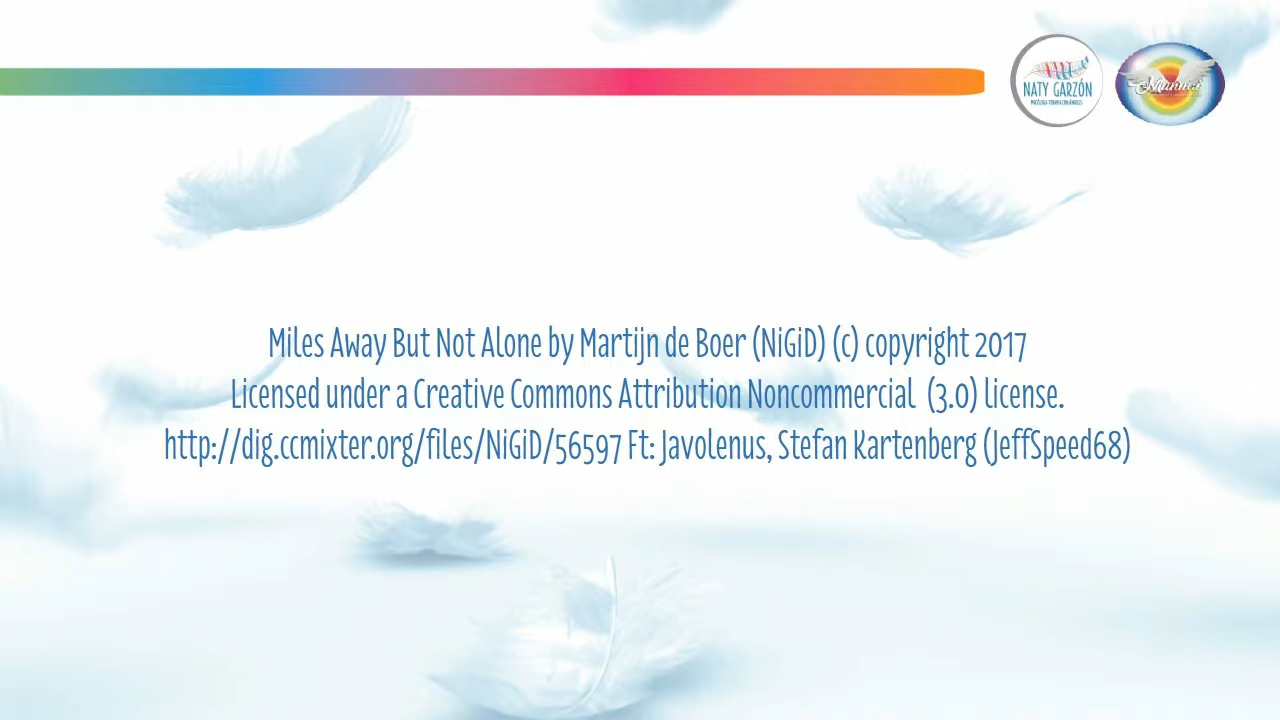 NATY GARZÓN
Miles Away But Not Alone by Martijn de Boer (NiGiD) (c) copyright 2017
Licensed under a Creative Commons Attribution Noncommercial (3.0) license.
http://dig.ccmixter.org/files/NiGiD/56597 Ft: Javolenus, Stefan Kartenberg (JeffSpeed68)